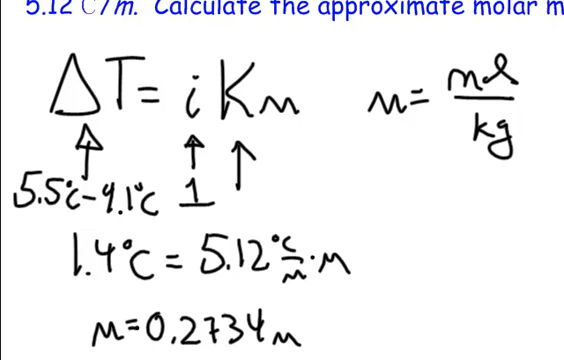 5.12 C/m. Calculate the approximate molar m
ΔT = i K m m = mol/kg
5.5°C - 4.1°C 1
1.4°C = 5.12 °C/m · m
m = 0.2734 m